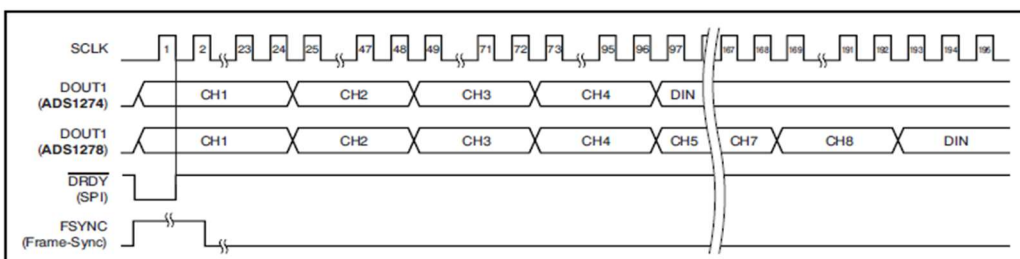 SCLK 1 2 23 24 25 47 48 49 71 72 73 95 96 97 167 168 169 191 192 193 194 195
DOUT1
(ADS1274) CH1 CH2 CH3 CH4 DIN
DOUT1
(ADS1278) CH1 CH2 CH3 CH4 CH5 CH7 CH8 DIN
DRDY
(SPI)
FSYNC
(Frame-Sync)